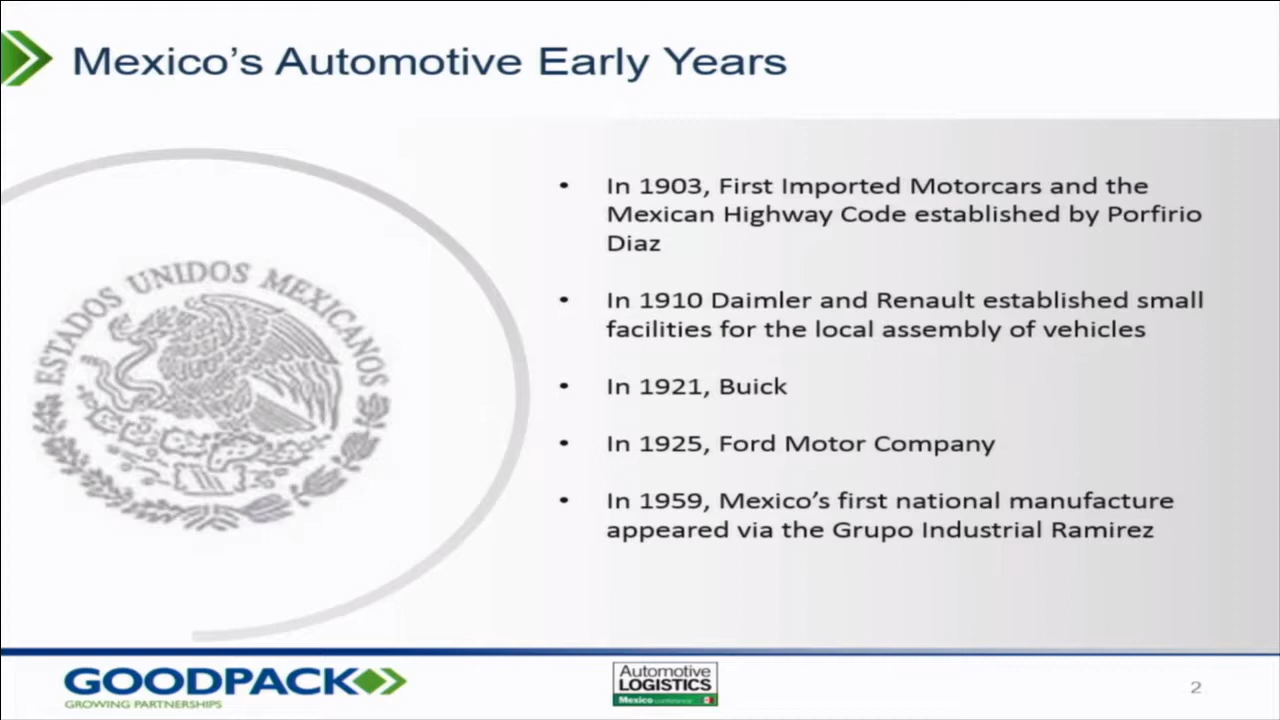 Mexico's Automotive Early Years
ESTADOS UNIDOS MEXICANOS
• In 1903, First Imported Motorcars and the
Mexican Highway Code established by Porfirio
Diaz
• In 1910 Daimler and Renault established small
facilities for the local assembly of vehicles
• In 1921, Buick
• In 1925, Ford Motor Company
• In 1959, Mexico's first national manufacture
appeared via the Grupo Industrial Ramirez
GOODPACK
GROWING PARTNERSHIPS
Automotive
LOGISTICS
Mexico conference
2